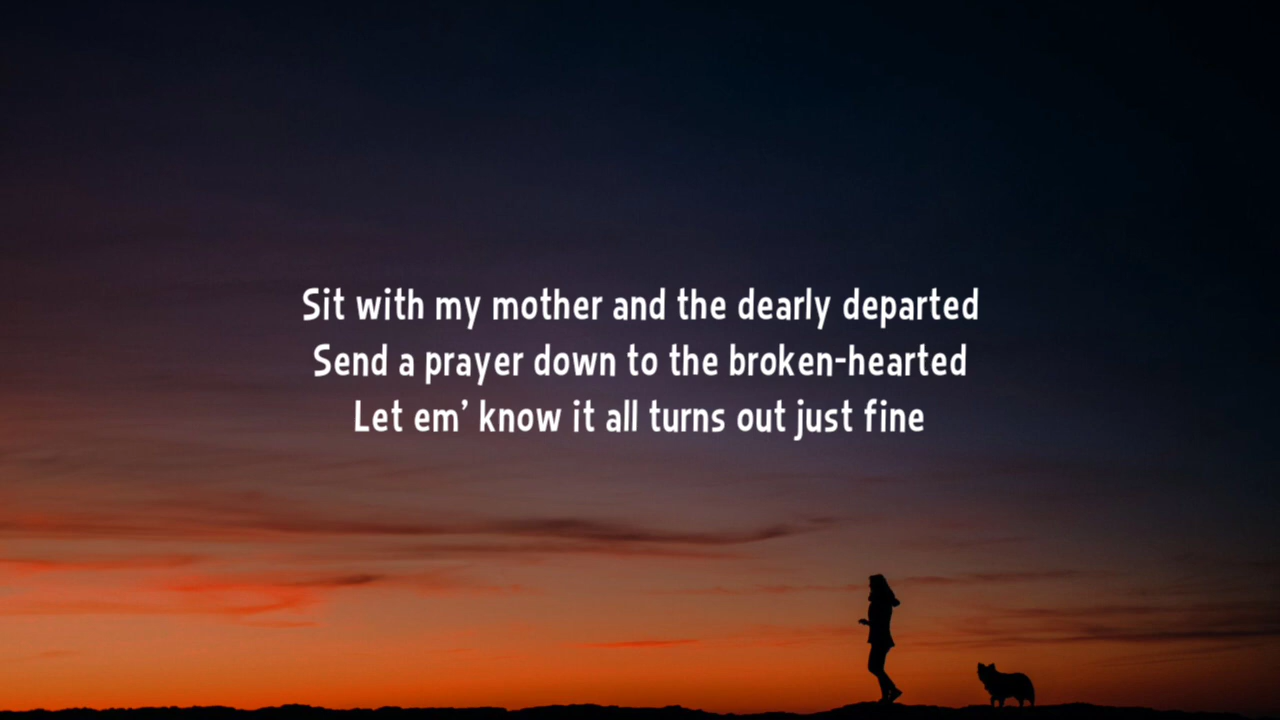 Sit with my mother and the dearly departed
Send a prayer down to the broken-hearted
Let em’ know it all turns out just fine